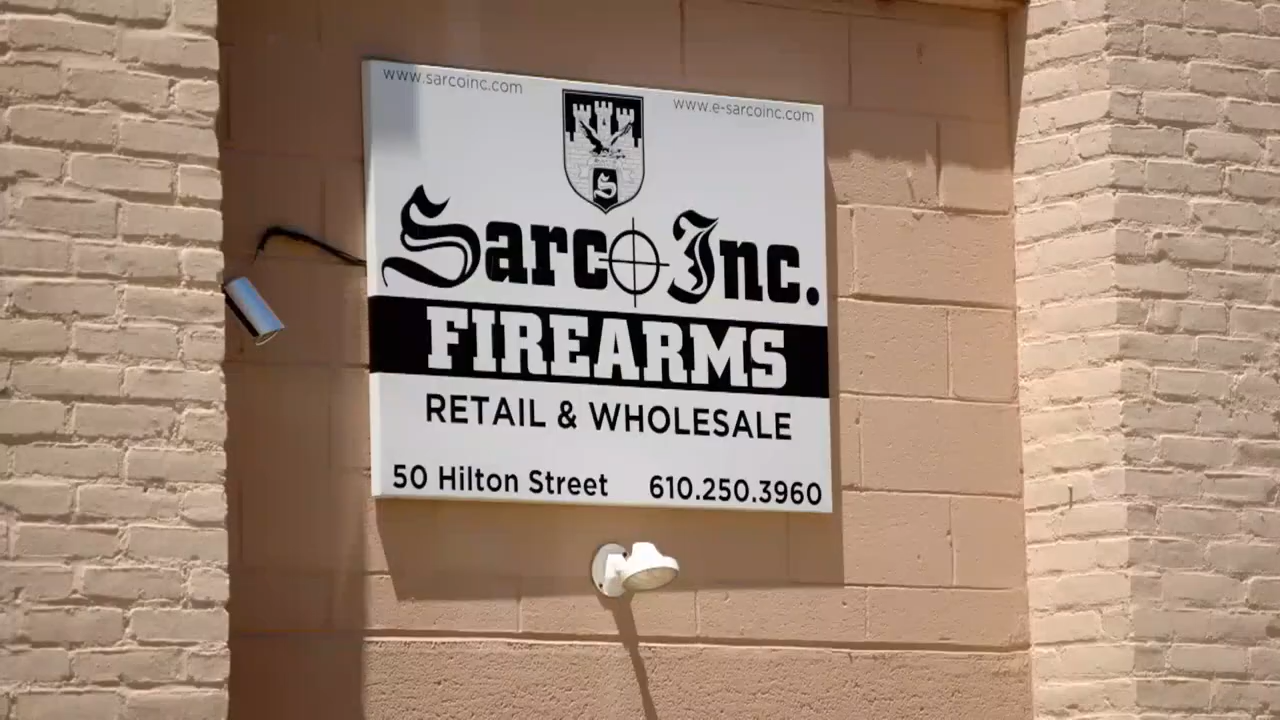 www.sarcoinc.com
www.e-sarcoinc.com
S
Sarco Inc.
FIREARMS
RETAIL & WHOLESALE
50 Hilton Street 610.250.3960